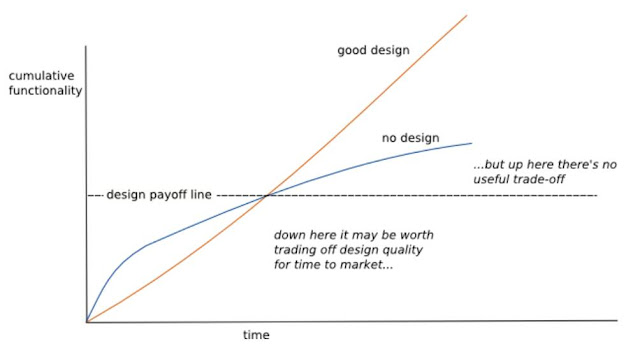 good design
cumulative
functionality
no design
...but up here there's no
useful trade-off
design payoff line
down here it may be worth
trading off design quality
for time to market...
time